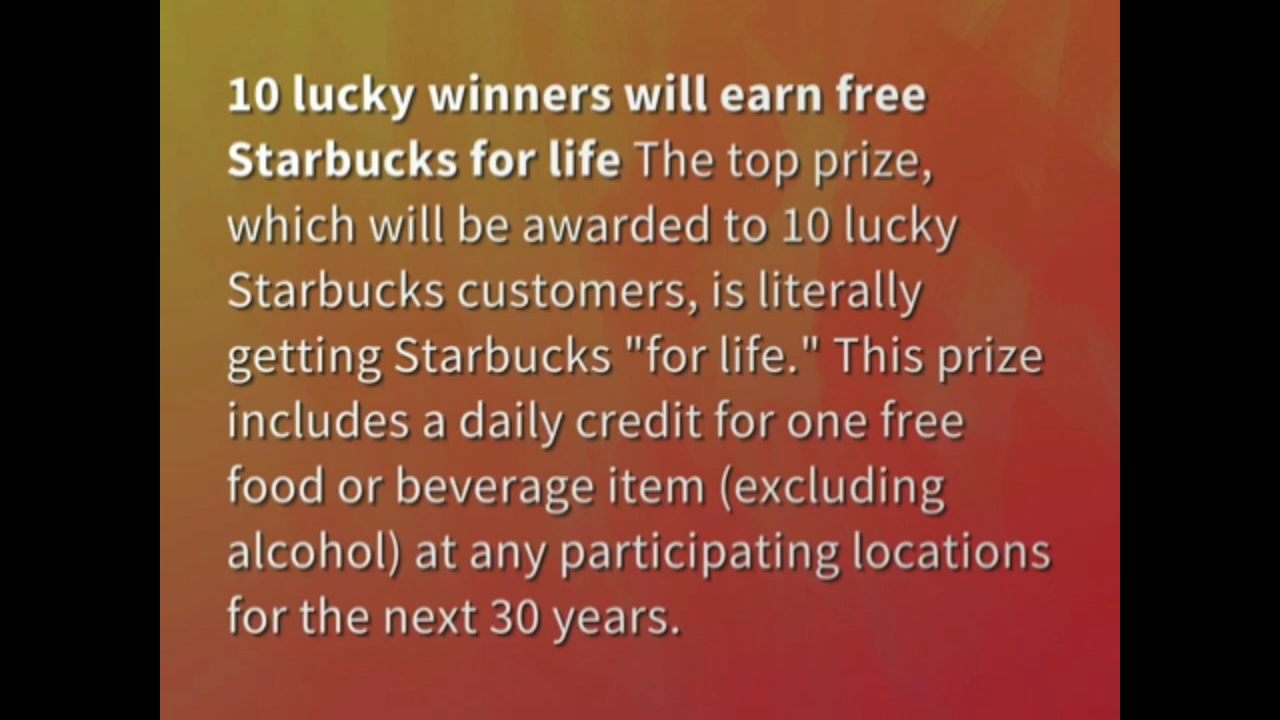 10 lucky winners will earn free
Starbucks for life The top prize,
which will be awarded to 10 lucky
Starbucks customers, is literally
getting Starbucks "for life." This prize
includes a daily credit for one free
food or beverage item (excluding
alcohol) at any participating locations
for the next 30 years.